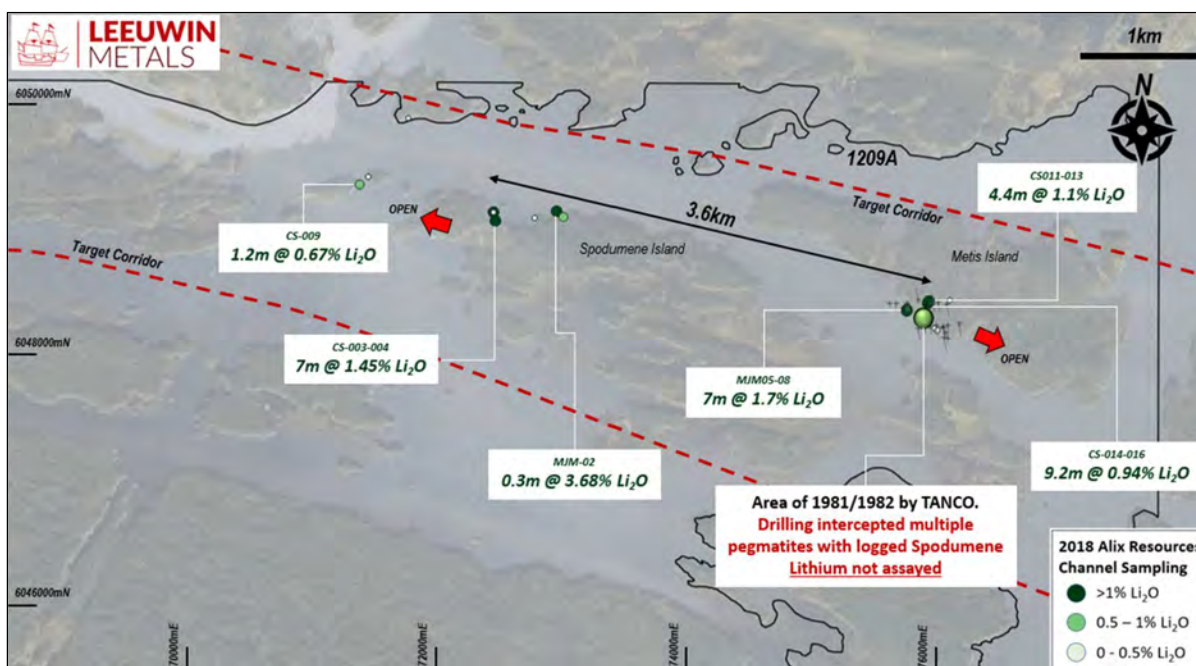 LEEUWIN
METALS
1km
N
6050000mN
1209A
CS011-013
4.4m @ 1.1% Li₂O
Target Corridor
3.6km
OPEN
CS-009
1.2m @ 0.67% Li₂O
Target Corridor
Spodumene Island
Metis Island
6048000mN
CS-003-004
7m @ 1.45% Li₂O
OPEN
MJM05-08
7m @ 1.7% Li₂O
MJM-02
0.3m @ 3.68% Li₂O
CS-014-016
9.2m @ 0.94% Li₂O
Area of 1981/1982 by TANCO.
Drilling intercepted multiple
pegmatites with logged Spodumene
Lithium not assayed
2018 Alix Resources
Channel Sampling
>1% Li₂O
0.5 – 1% Li₂O
0 - 0.5% Li₂O
6046000mN
70000mE
72000mE
74000mE
76000mE